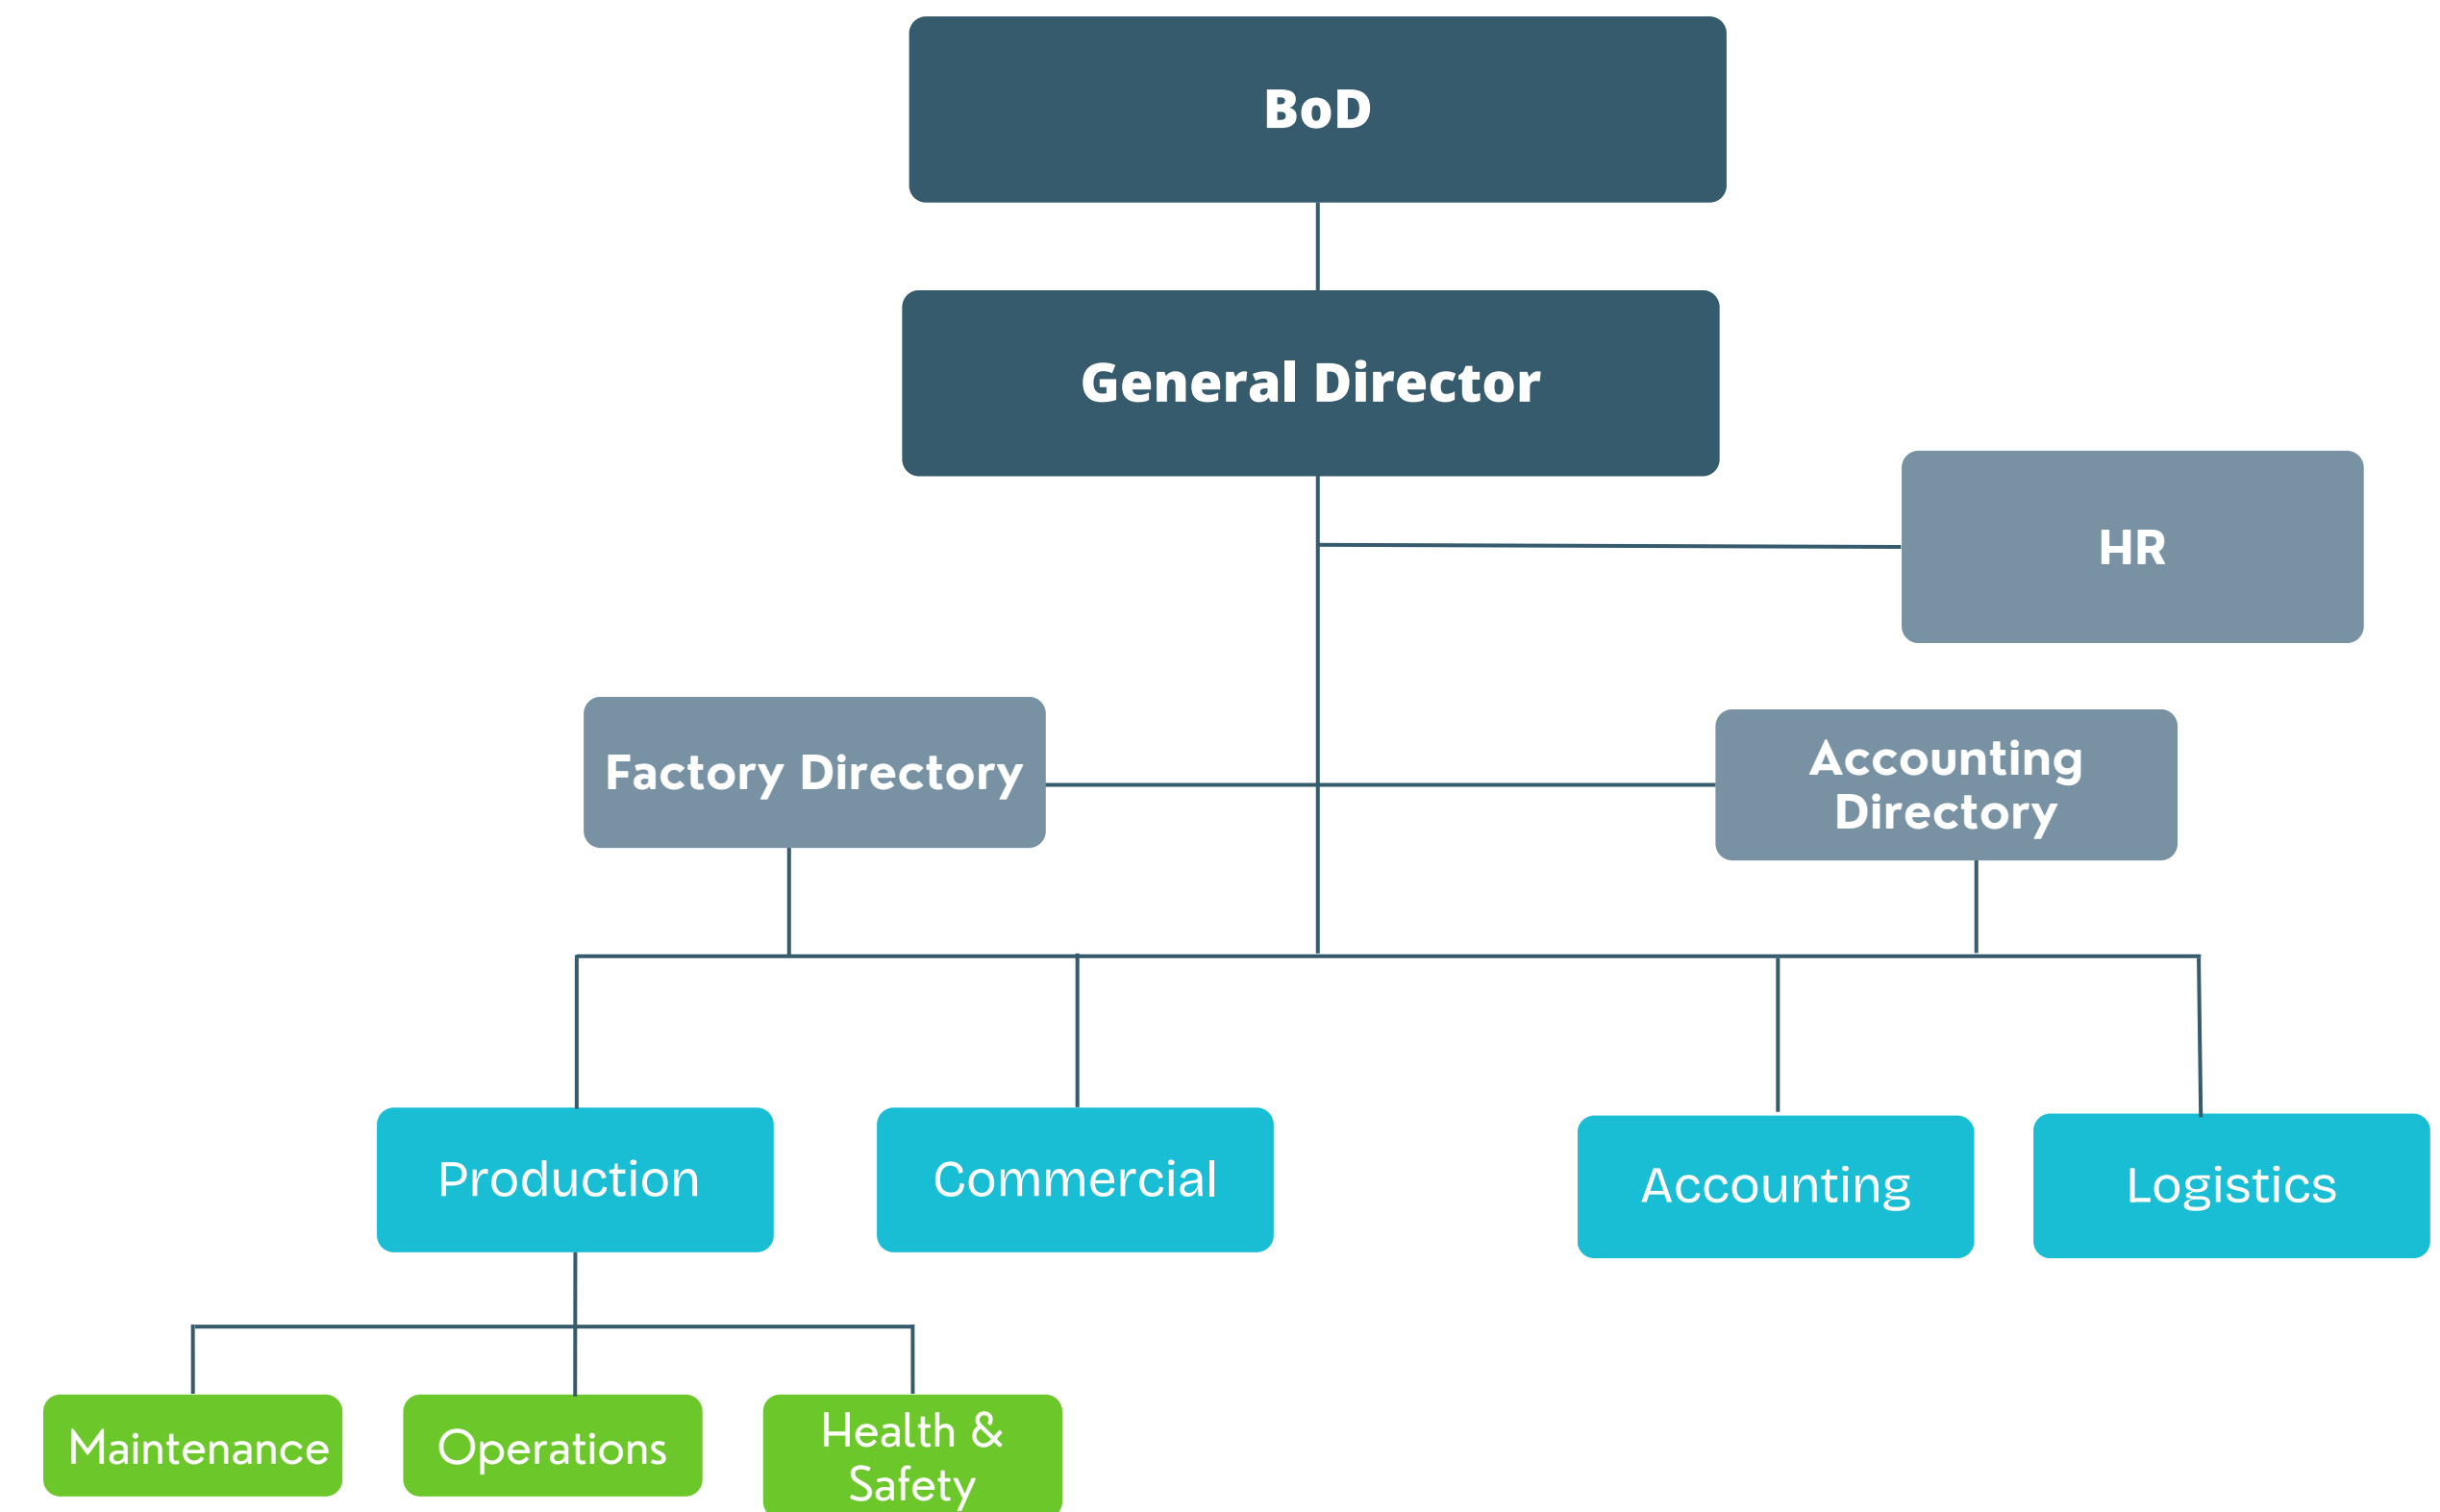 BoD
General Director
HR
Factory Directory
Accounting
Directory
Production
Commercial
Accounting
Logistics
Maintenance
Operations
Health &
Safety